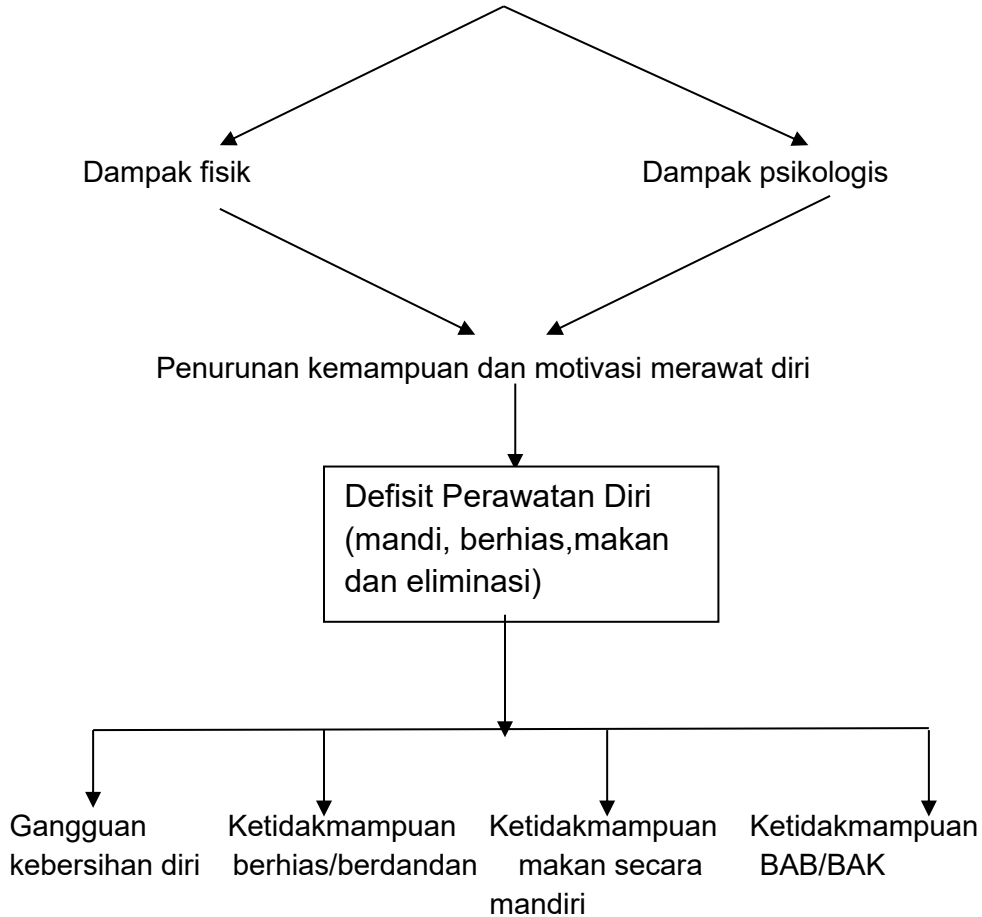 Dampak fisik
Dampak psikologis
Penurunan kemampuan dan motivasi merawat diri
Defisit Perawatan Diri
(mandi, berhias,makan
dan eliminasi)
Gangguan
kebersihan diri
Ketidakmampuan
berhias/berdandan
Ketidakmampuan
makan secara
mandiri
Ketidakmampuan
BAB/BAK